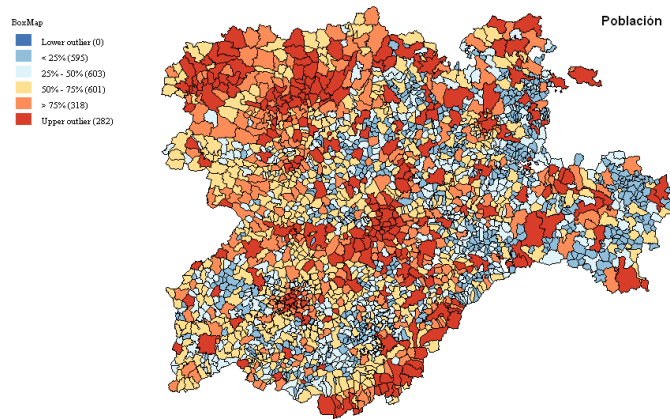 BoxMap
Población
Lower outlier (0)
< 25% (595)
25% - 50% (603)
50% - 75% (601)
> 75% (318)
Upper outlier (282)